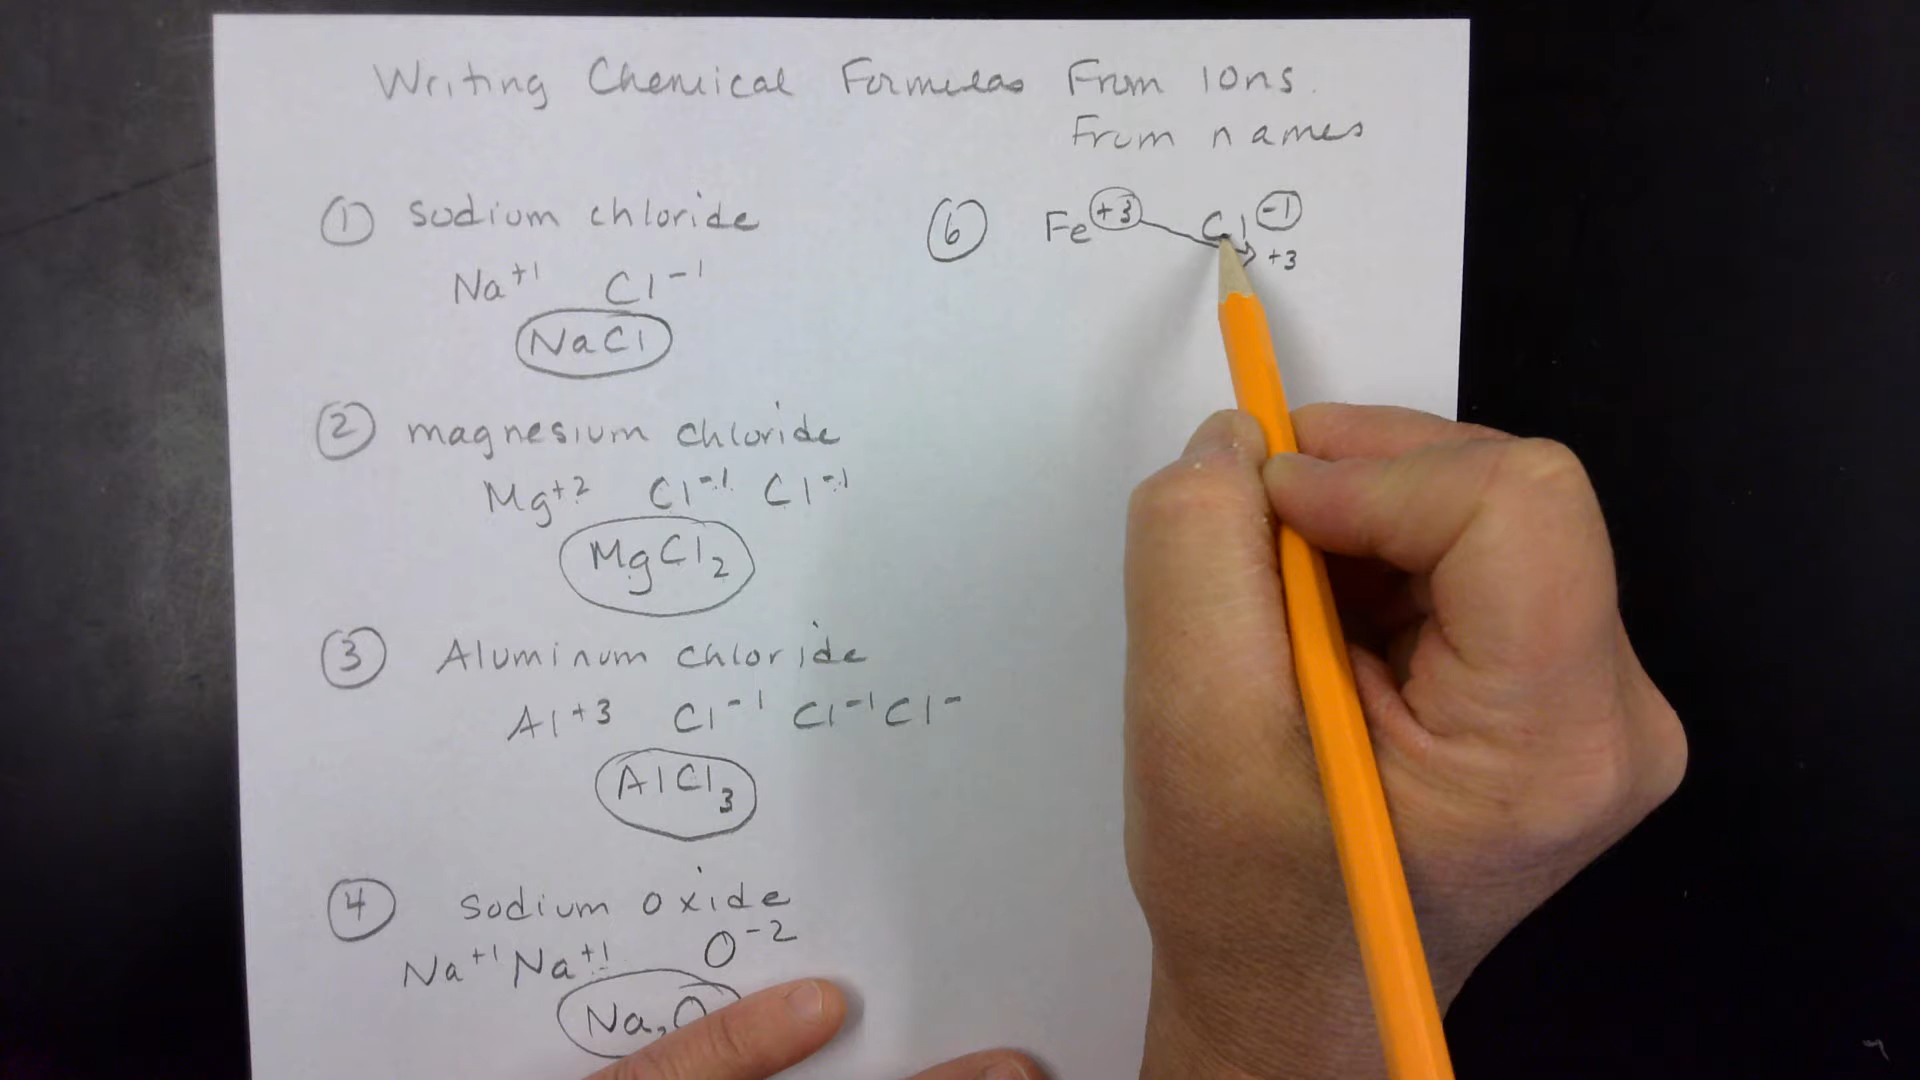 Writing Chemical Formulas From Ions.
From names
① sodium chloride
Na⁺¹ Cl⁻¹
NaCl
② magnesium chloride
Mg⁺² Cl⁻¹ Cl⁻¹
MgCl₂
③ Aluminum chloride
Al⁺³ Cl⁻¹ Cl⁻¹ Cl⁻
AlCl₃
④ sodium oxide
Na⁺¹ Na⁺¹ O⁻²
Na₂O
⑥ Fe⁺³ Cl⁻¹
+3